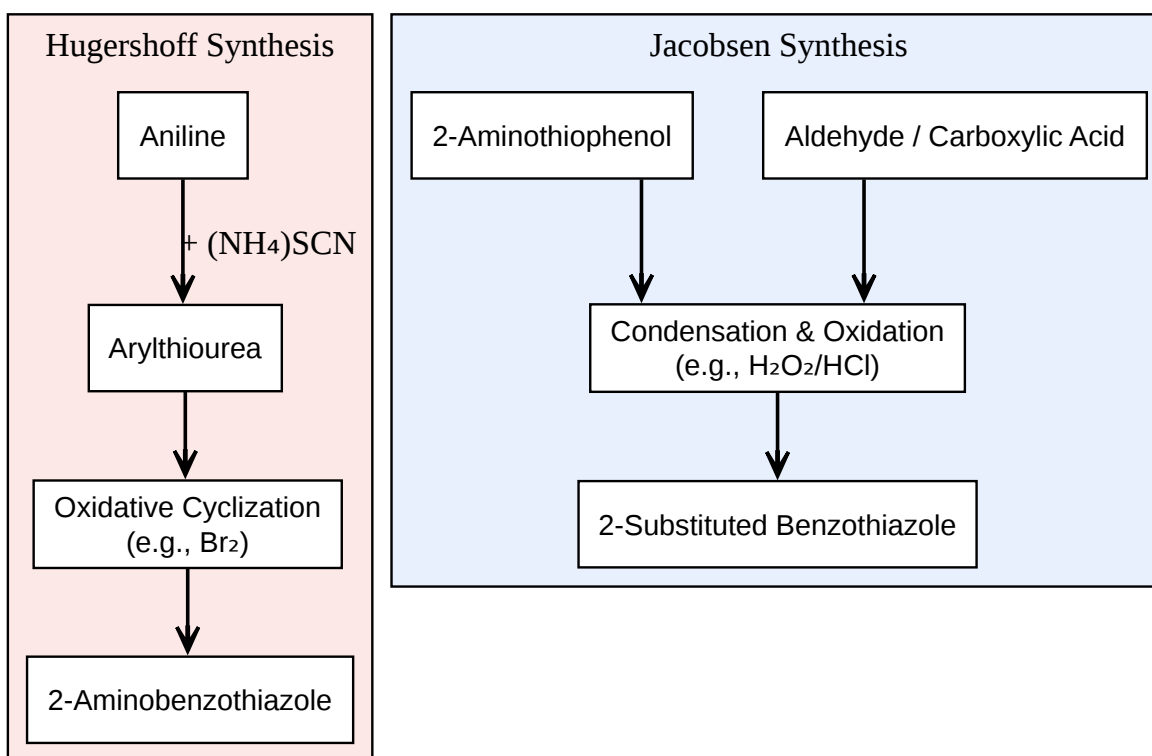 Hugershoff Synthesis
Aniline
+ (NH₄)SCN
Arylthiourea
Oxidative Cyclization
(e.g., Br₂)
2-Aminobenzothiazole
Jacobsen Synthesis
2-Aminothiophenol
Aldehyde / Carboxylic Acid
Condensation & Oxidation
(e.g., H₂O₂/HCl)
2-Substituted Benzothiazole